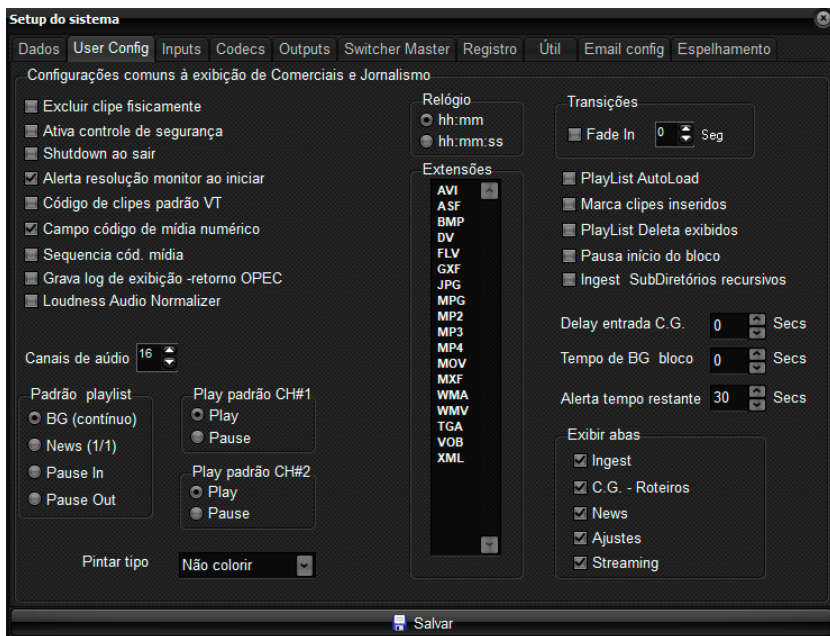 Setup do sistema
Dados User Config Inputs Codecs Outputs Switcher Master Registro Útil Email config Espelhamento
Configurações comuns à exibição de Comerciais e Jornalismo
Excluir clipe fisicamente
Ativa controle de segurança
Shutdown ao sair
Alerta resolução monitor ao iniciar
Código de clipes padrão VT
Campo código de mídia numérico
Sequencia cód. mídia
Grava log de exibição -retorno OPEC
Loudness Audio Normalizer
Canais de aúdio 16
Padrão playlist
BG (contínuo)
News (1/1)
Pause In
Pause Out
Play padrão CH#1
Play
Pause
Play padrão CH#2
Play
Pause
Pintar tipo Não colorir
Relógio
hh:mm
hh:mm:ss
Extensões
AVI
ASF
BMP
DV
FLV
GXF
JPG
MPG
MP2
MP3
MP4
MOV
MXF
WMA
WMV
TGA
VOB
XML
Transições
Fade In 0 Seg
PlayList AutoLoad
Marca clipes inseridos
PlayList Deleta exibidos
Pausa início do bloco
Ingest SubDiretórios recursivos
Delay entrada C.G. 0 Secs
Tempo de BG bloco 0 Secs
Alerta tempo restante 30 Secs
Exibir abas
Ingest
C.G. - Roteiros
News
Ajustes
Streaming
Salvar